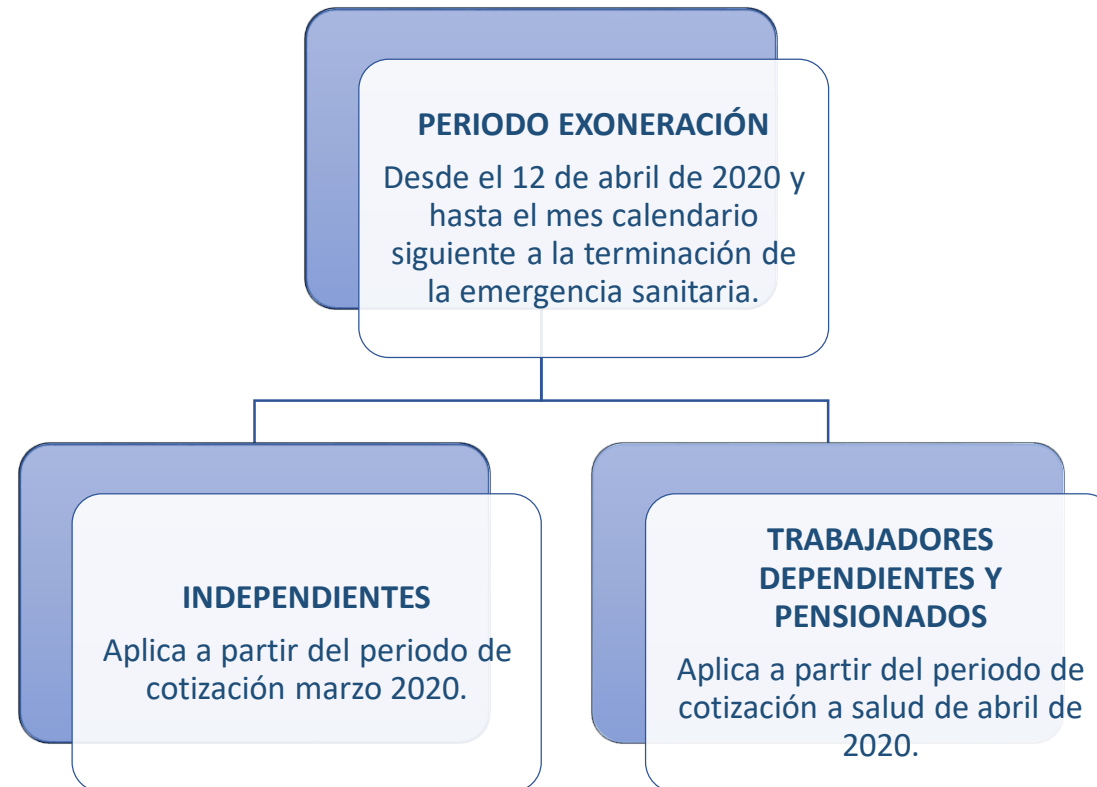 PERIODO EXONERACIÓN
Desde el 12 de abril de 2020 y
hasta el mes calendario
siguiente a la terminación de
la emergencia sanitaria.
INDEPENDIENTES
Aplica a partir del periodo de
cotización marzo 2020.
TRABAJADORES
DEPENDIENTES Y
PENSIONADOS
Aplica a partir del periodo de
cotización a salud de abril de
2020.